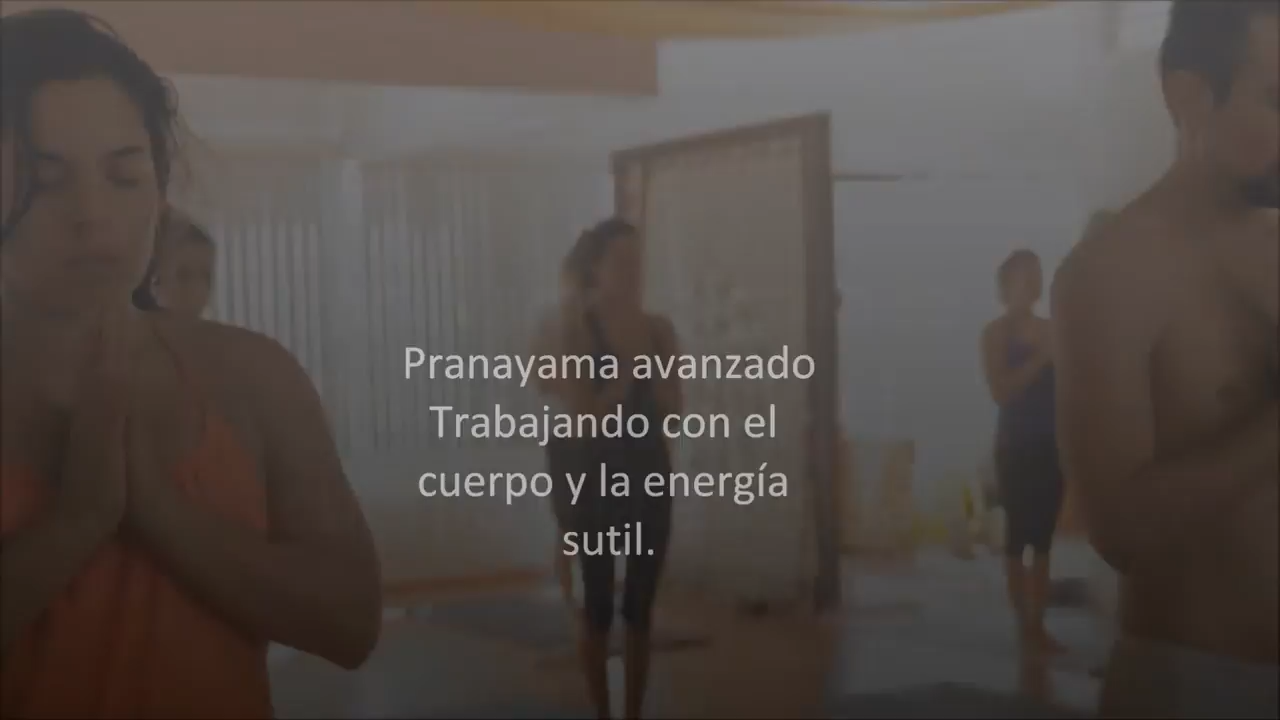 Pranayama avanzado
Trabajando con el
cuerpo y la energía
sutil.